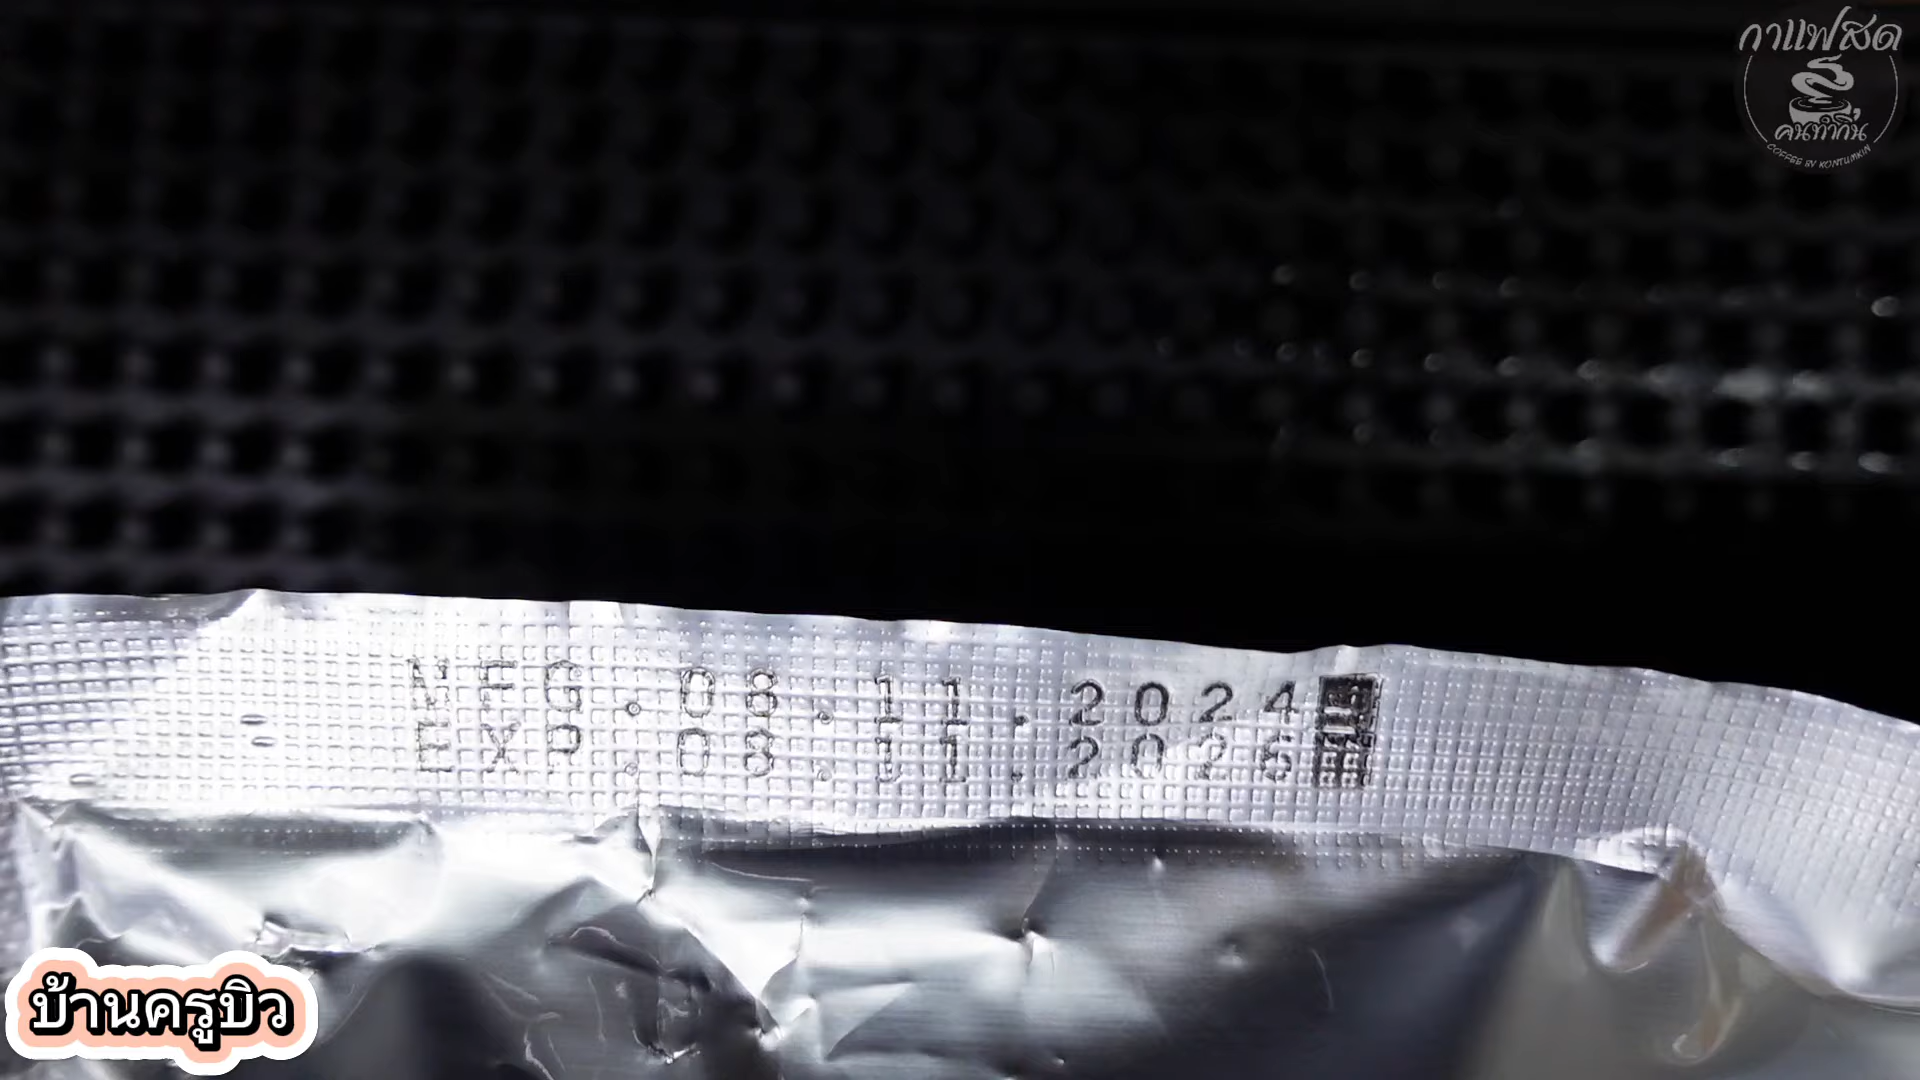 กาแฟสด
คนทำกิน
COFFEE BY KONTUMKIN
MFG.08.11.2024
EXP.08.11.2025
บ้านครูบิว